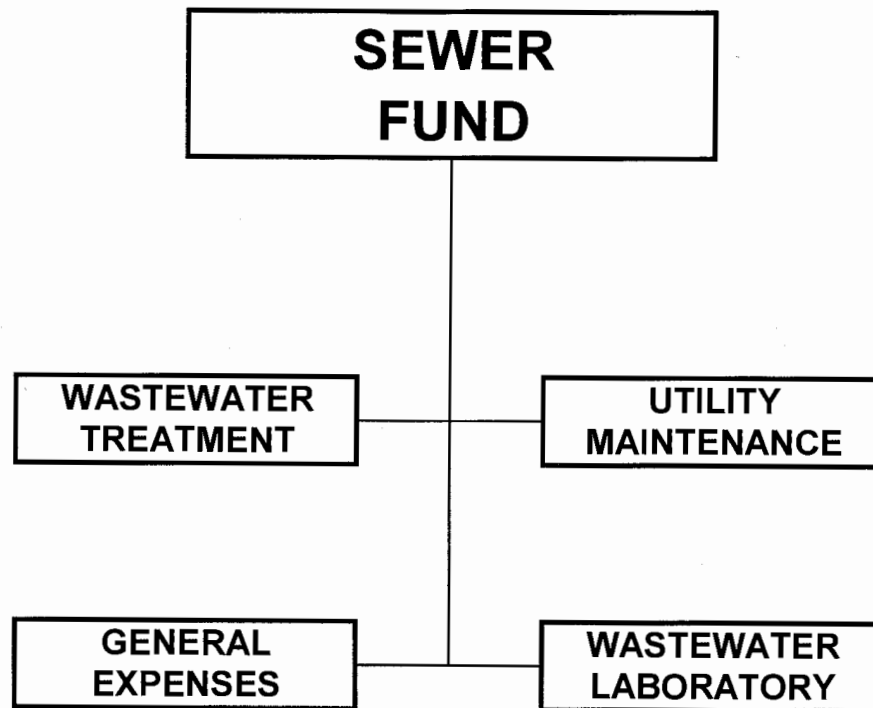 SEWER
FUND
WASTEWATER
TREATMENT
UTILITY
MAINTENANCE
GENERAL
EXPENSES
WASTEWATER
LABORATORY